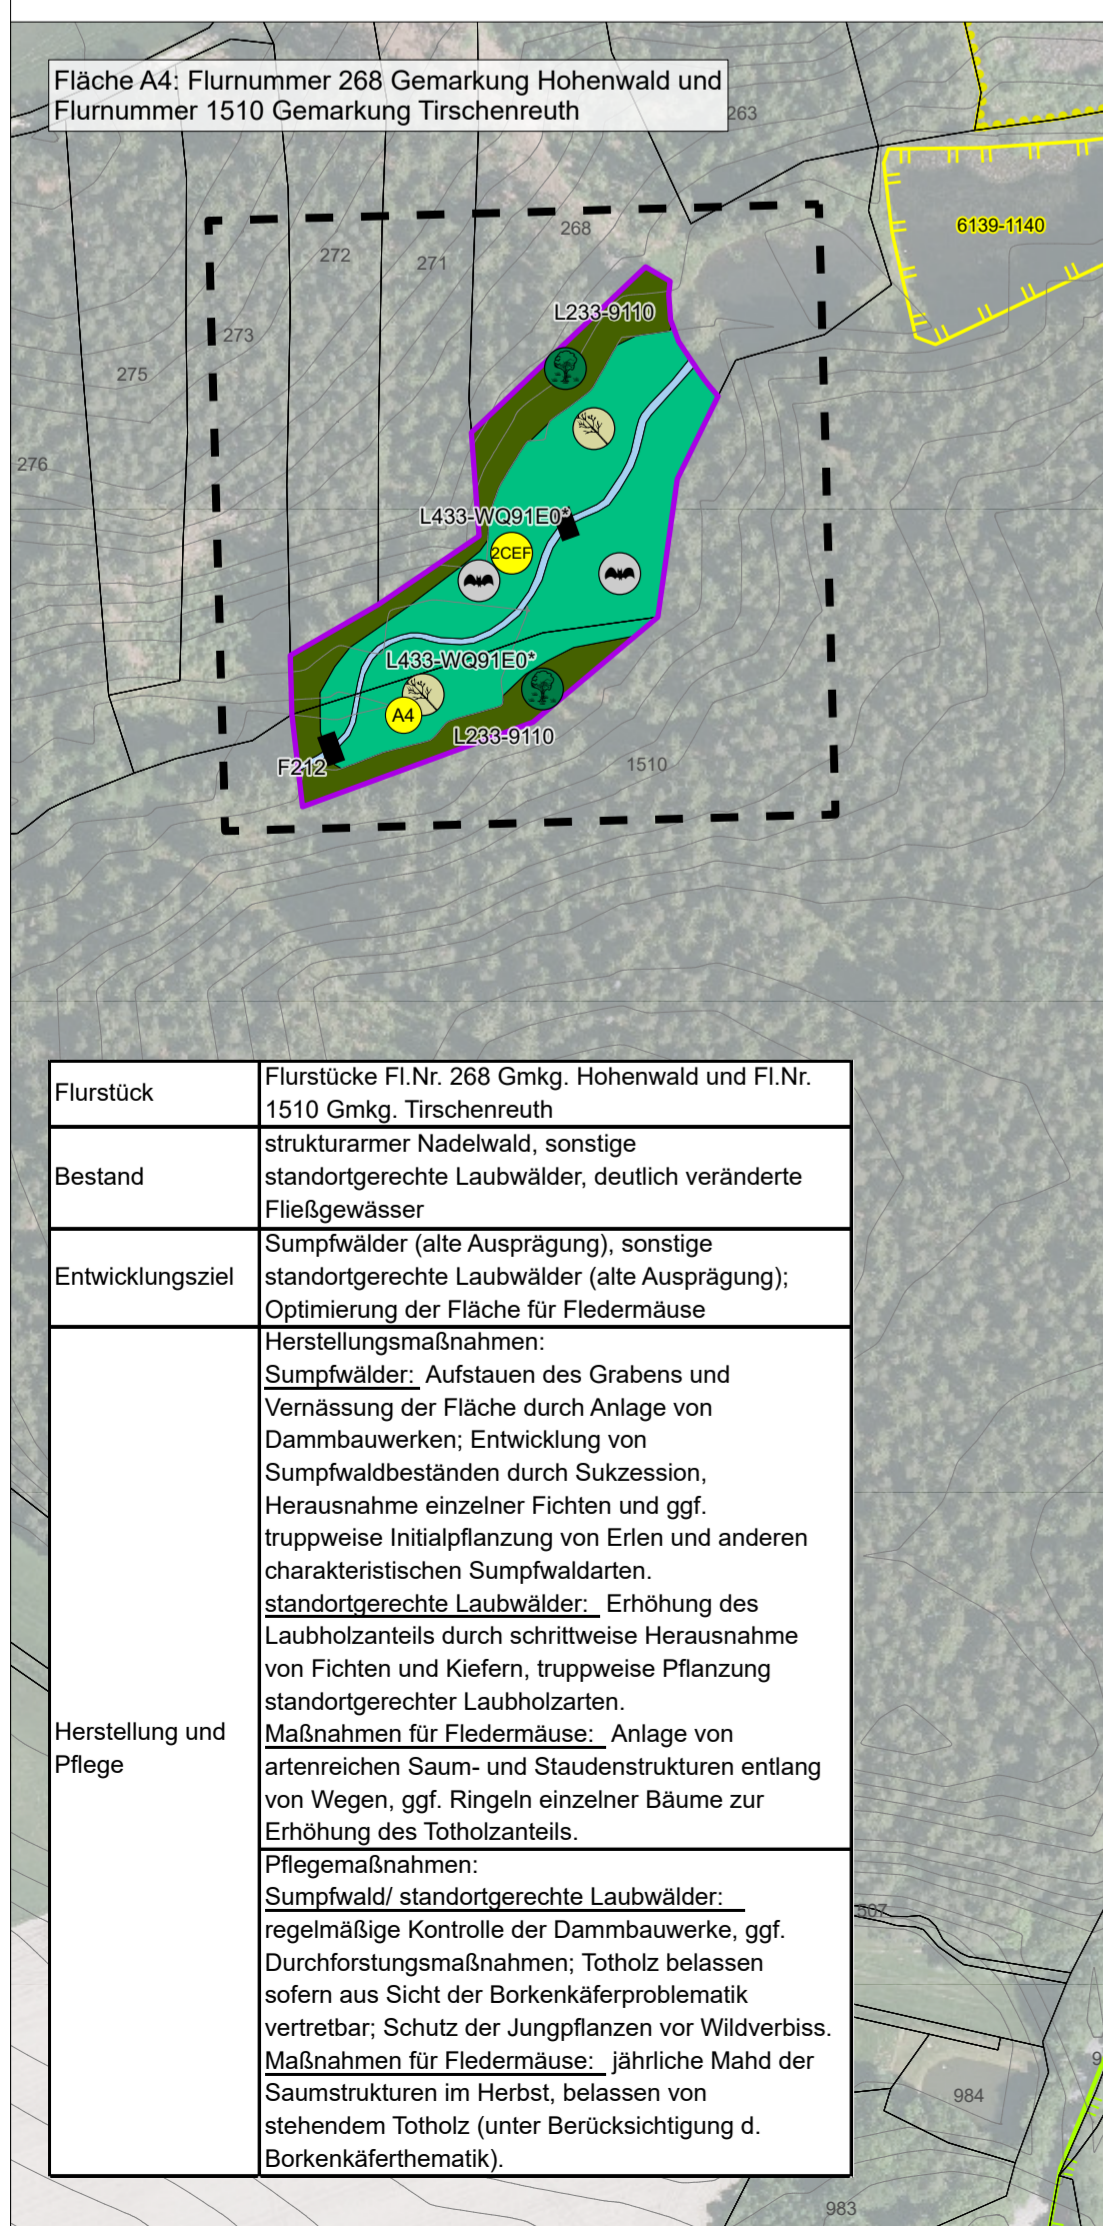 Fläche A4: Flurnummer 268 Gemarkung Hohenwald und
Flurnummer 1510 Gemarkung Tirschenreuth
263
6139-1140
268
272
271
L233-9110
273
275
276
L433-WQ91E0*
2CEF
L433-WQ91E0*
A4
L233-9110
F212
1510
Flurstück
Flurstücke Fl.Nr. 268 Gmkg. Hohenwald und Fl.Nr.
1510 Gmkg. Tirschenreuth
Bestand
strukturarmer Nadelwald, sonstige
standortgerechte Laubwälder, deutlich veränderte
Fließgewässer
Entwicklungsziel
Sumpfwälder (alte Ausprägung), sonstige
standortgerechte Laubwälder (alte Ausprägung);
Optimierung der Fläche für Fledermäuse
Herstellung und
Pflege
Herstellungsmaßnahmen:
Sumpfwälder: Aufstauen des Grabens und
Vernässung der Fläche durch Anlage von
Dammbauwerken; Entwicklung von
Sumpfwaldbeständen durch Sukzession,
Herausnahme einzelner Fichten und ggf.
truppweise Initialpflanzung von Erlen und anderen
charakteristischen Sumpfwaldarten.
standortgerechte Laubwälder: Erhöhung des
Laubholzanteils durch schrittweise Herausnahme
von Fichten und Kiefern, truppweise Pflanzung
standortgerechter Laubholzarten.
Maßnahmen für Fledermäuse: Anlage von
artenreichen Saum- und Staudenstrukturen entlang
von Wegen, ggf. Ringeln einzelner Bäume zur
Erhöhung des Totholzanteils.
Pflegemaßnahmen:
Sumpfwald/ standortgerechte Laubwälder:
regelmäßige Kontrolle der Dammbauwerke, ggf.
Durchforstungsmaßnahmen; Totholz belassen
sofern aus Sicht der Borkenkäferproblematik
vertretbar; Schutz der Jungpflanzen vor Wildverbiss.
Maßnahmen für Fledermäuse: jährliche Mahd der
Saumstrukturen im Herbst, belassen von
stehendem Totholz (unter Berücksichtigung d.
Borkenkäferthematik).
507
984
983